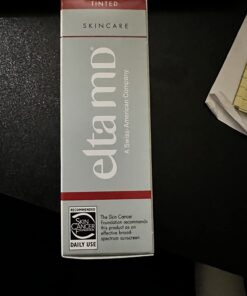 TINTED
SKINCARE
elta MD®
A Swiss American Company
RECOMMENDED
SKIN
CANCER
FOUNDATION
DAILY USE
The Skin Cancer
Foundation recommends
this product as an
effective broad-
spectrum sunscreen.